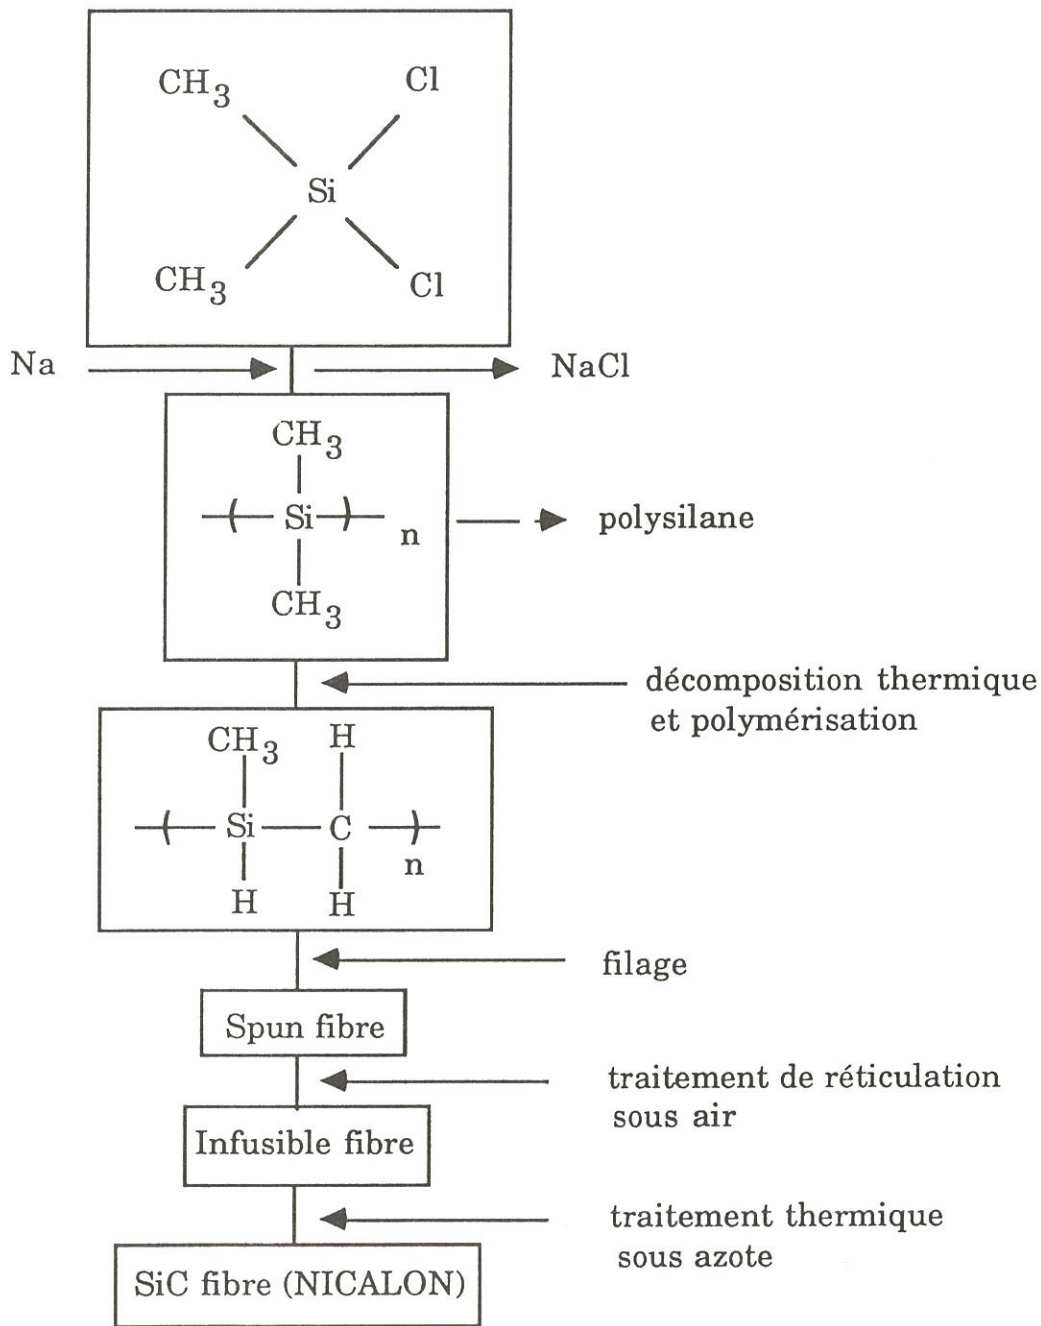 CH3 Cl
Si
CH3 Cl
Na NaCl
CH3
( Si ) n
CH3
polysilane
décomposition thermique
et polymérisation
CH3 H
( Si C ) n
H H
filage
Spun fibre
traitement de réticulation
sous air
Infusible fibre
traitement thermique
sous azote
SiC fibre (NICALON)